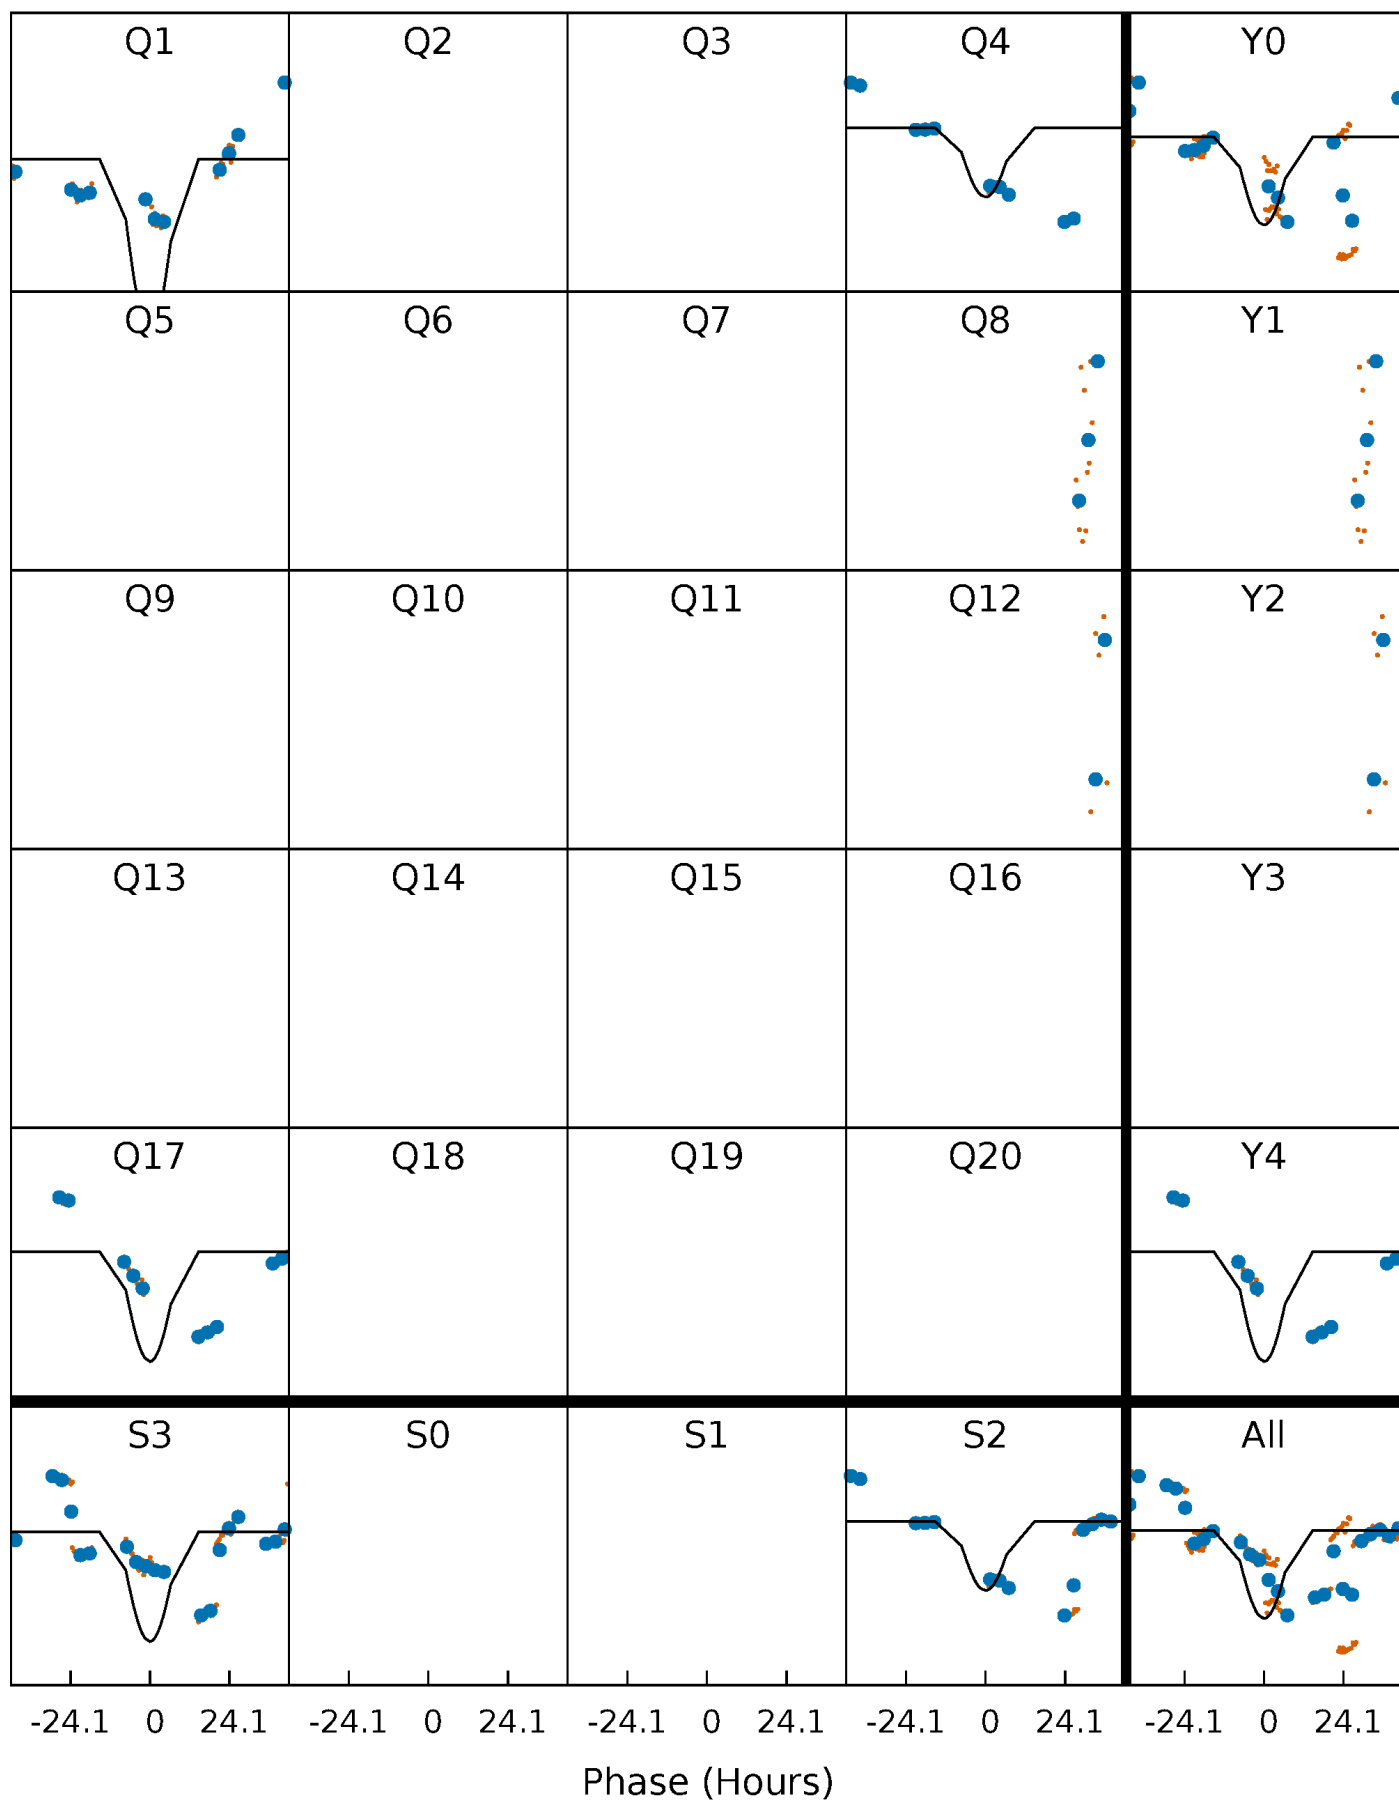 Q1 Q2 Q3 Q4 Y0
Q5 Q6 Q7 Q8 Y1
Q9 Q10 Q11 Q12 Y2
Q13 Q14 Q15 Q16 Y3
Q17 Q18 Q19 Q20 Y4
S3 S0 S1 S2 All
-24.1 0 24.1 -24.1 0 24.1 -24.1 0 24.1 -24.1 0 24.1 -24.1 0 24.1
Phase (Hours)